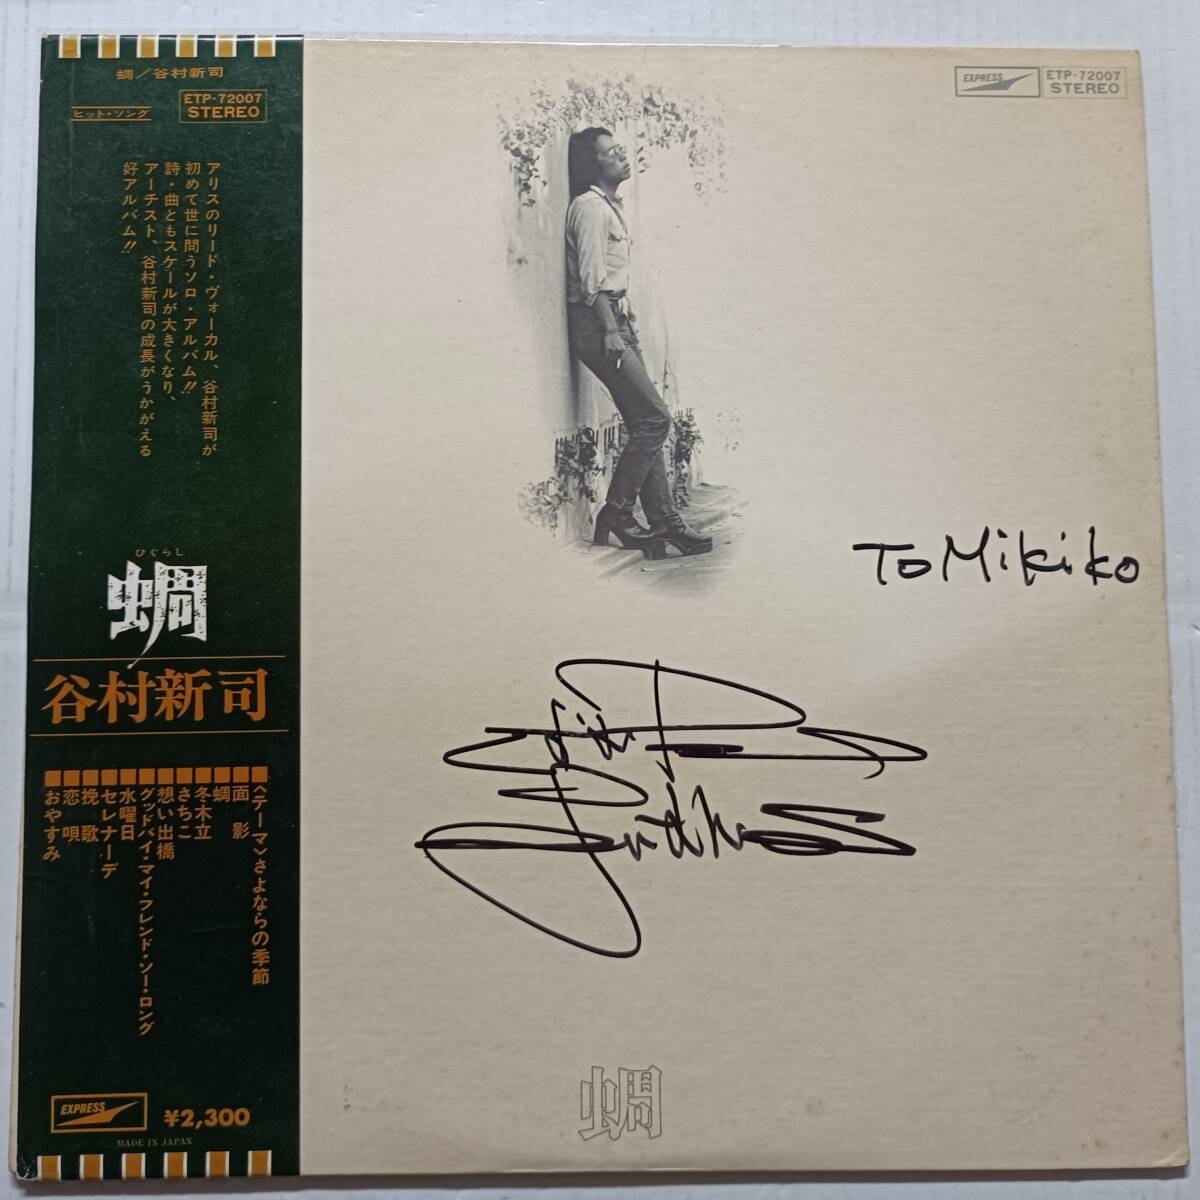 蜩／谷村新司
ヒット・ソング
ETP-72007
STEREO
アリスのリード・ヴォーカル、谷村新司が
初めて世に問うソロ・アルバム!!
詩・曲ともスケールが大きくなり、
アーチスト、谷村新司の成長がうかがえる
好アルバム!!
ひぐらし
蜩
谷村新司
〈テーマ〉さよならの季節
面影
蜩
冬木立
さちこ
想い出橋
グッドバイ・マイ・フレンド・ソー・ロング
水曜日
セレナーデ
挽歌
恋唄
おやすみ
EXPRESS
¥2,300
MADE IN JAPAN
EXPRESS
ETP-72007
STEREO
To Mikiko
蜩